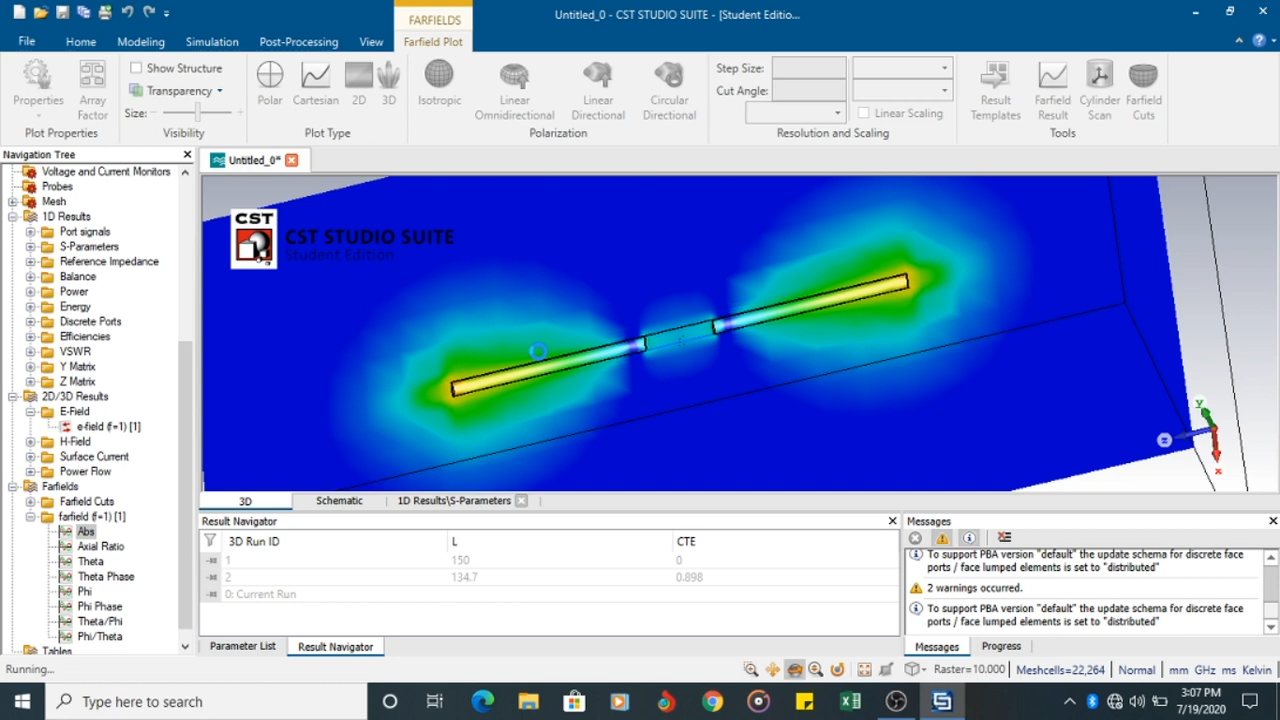 Untitled_0 - CST STUDIO SUITE - [Student Editio...
FARFIELDS
File Home Modeling Simulation Post-Processing View Farfield Plot
Properties
Array Factor
Plot Properties
Show Structure
Transparency
Size:
Visibility
Polar
Cartesian
2D
3D
Plot Type
Isotropic
Linear Omnidirectional
Linear Directional
Circular Directional
Polarization
Step Size:
Cut Angle:
Linear Scaling
Resolution and Scaling
Result Templates
Farfield Result
Cylinder Scan
Farfield Cuts
Tools
Navigation Tree
Voltage and Current Monitors
Probes
Mesh
1D Results
Port signals
S-Parameters
Reference Impedance
Balance
Power
Energy
Discrete Ports
Efficiencies
VSWR
Y Matrix
Z Matrix
2D/3D Results
E-Field
e-field (f=1) [1]
H-Field
Surface Current
Power Flow
Farfields
Farfield Cuts
farfield (f=1) [1]
Abs
Axial Ratio
Theta
Theta Phase
Phi
Phi Phase
Theta/Phi
Phi/Theta
Tables
Untitled_0*
CST
CST STUDIO SUITE
Student Edition
y
z
x
3D Schematic 1D Results\S-Parameters
Result Navigator
3D Run ID L CTE
1 150 0
2 134.7 0.898
0: Current Run
Parameter List Result Navigator
Messages
To support PBA version "default" the update schema for discrete face
ports / face lumped elements is set to "distributed"
2 warnings occurred.
To support PBA version "default" the update schema for discrete face
ports / face lumped elements is set to "distributed"
Messages Progress
Running...
Raster=10.000 Meshcells=22,264 Normal mm GHz ms Kelvin
Type here to search
3:07 PM
7/19/2020